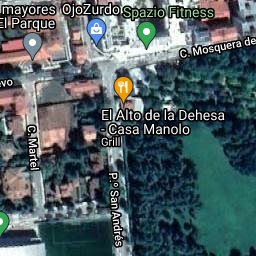 mayores
El Parque
OjoZurdo
Spazio Fitness
C. Mosquera de
vo
El Alto de la Dehesa
- Casa Manolo
Grill
C. Martel
P.º San Andrés